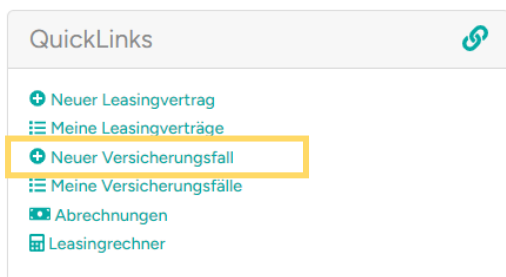 QuickLinks
Neuer Leasingvertrag
Meine Leasingverträge
Neuer Versicherungsfall
Meine Versicherungsfälle
Abrechnungen
Leasingrechner